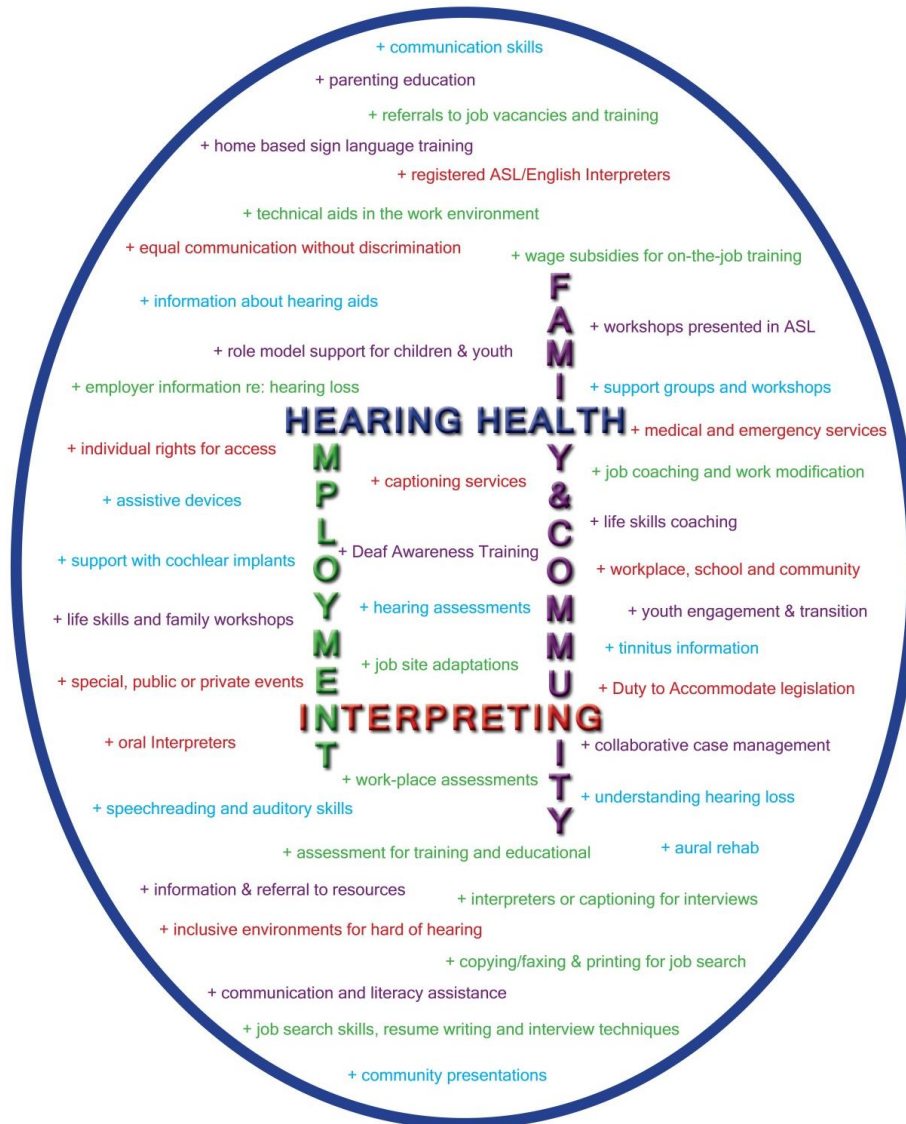 + communication skills
+ parenting education
+ referrals to job vacancies and training
+ home based sign language training
+ registered ASL/English Interpreters
+ technical aids in the work environment
+ equal communication without discrimination
+ wage subsidies for on-the-job training
FAMILY&COMMUNITY
+ information about hearing aids
+ workshops presented in ASL
+ role model support for children & youth
+ employer information re: hearing loss
+ support groups and workshops
HEARING HEALTH
+ medical and emergency services
EMPLOYMENT
+ individual rights for access
+ job coaching and work modification
+ captioning services
+ assistive devices
+ life skills coaching
+ Deaf Awareness Training
+ support with cochlear implants
+ workplace, school and community
+ hearing assessments
+ youth engagement & transition
+ life skills and family workshops
+ tinnitus information
+ job site adaptations
+ special, public or private events
+ Duty to Accommodate legislation
INTERPRETING
+ oral Interpreters
+ collaborative case management
+ work-place assessments
+ understanding hearing loss
+ speechreading and auditory skills
+ aural rehab
+ assessment for training and educational
+ information & referral to resources
+ interpreters or captioning for interviews
+ inclusive environments for hard of hearing
+ copying/faxing & printing for job search
+ communication and literacy assistance
+ job search skills, resume writing and interview techniques
+ community presentations